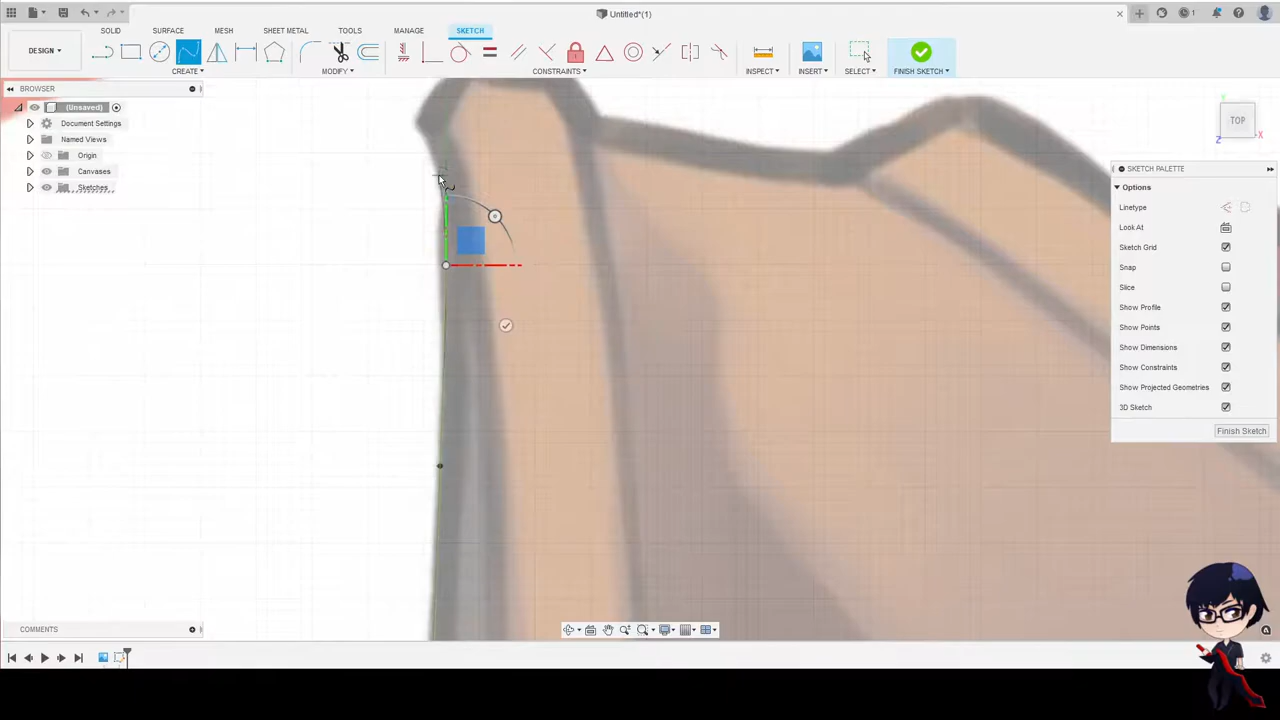 Untitled*(1)
1
SOLID SURFACE MESH SHEET METAL TOOLS MANAGE SKETCH
DESIGN
CREATE MODIFY CONSTRAINTS INSPECT INSERT SELECT FINISH SKETCH
BROWSER
(Unsaved)
Document Settings
Named Views
Origin
Canvases
Sketches
TOP
Y
X
Z
SKETCH PALETTE
Options
Linetype
Look At
Sketch Grid
Snap
Slice
Show Profile
Show Points
Show Dimensions
Show Constraints
Show Projected Geometries
3D Sketch
Finish Sketch
COMMENTS